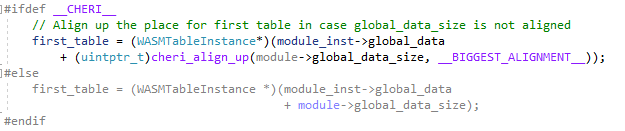 #ifdef __CHERI__
// Align up the place for first table in case global_data_size is not aligned
first_table = (WASMTableInstance*)(module_inst->global_data
+ (uintptr_t)cheri_align_up(module->global_data_size, __BIGGEST_ALIGNMENT__));
#else
first_table = (WASMTableInstance *)(module_inst->global_data
+ module->global_data_size);
#endif